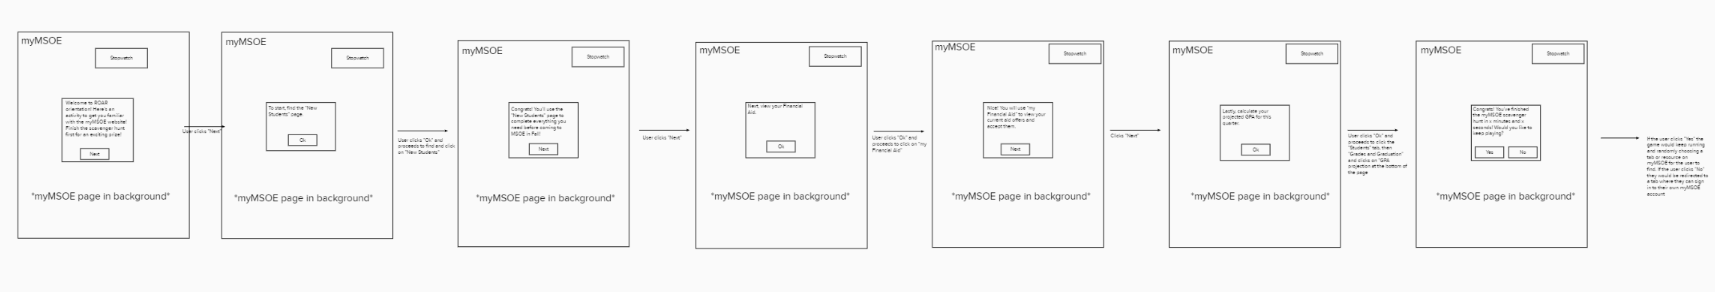 myMSOE
Stopwatch
Welcome to ROAR
orientation! Here's an
activity to get you familiar
with the myMSOE website!
Finish the scavenger hunt
first for an exciting prize!
Next
*myMSOE page in background*
User clicks "Next"
myMSOE
Stopwatch
To start, find the "New
Students" page
Ok
*myMSOE page in background*
User clicks "Ok" and
proceeds to find and click
on "New Students"
myMSOE
Stopwatch
Congrats! You'll use the
"New Students" page to
complete everything you
need before coming to
MSOE in Fall!
Next
*myMSOE page in background*
User clicks "Next"
myMSOE
Stopwatch
Next, view your Financial
Aid.
Ok
*myMSOE page in background*
User clicks "Ok" and
proceeds to click on "my
Financial Aid"
myMSOE
Stopwatch
Nice! You will use "my
Financial Aid" to view your
current aid offers and
accept them.
Next
*myMSOE page in background*
Clicks "Next"
myMSOE
Stopwatch
Lastly, calculate your
projected GPA for this
quarter.
Ok
*myMSOE page in background*
User clicks "Ok" and
proceeds to click the
"Students" tab, then
"Grades and Graduation"
and clicks on "GPA
projection at the bottom of
the page
myMSOE
Stopwatch
Congrats! You've finished
the myMSOE scavenger
hunt in x minutes and x
seconds! Would you like to
keep playing?
Yes
No
*myMSOE page in background*
If the user clicks "Yes" the
game would keep running
and randomly choosing a
tab or resource on
myMSOE for the user to
find. If the user clicks "No"
they would be redirected to
a tab where they can sign
in to their own myMSOE
account